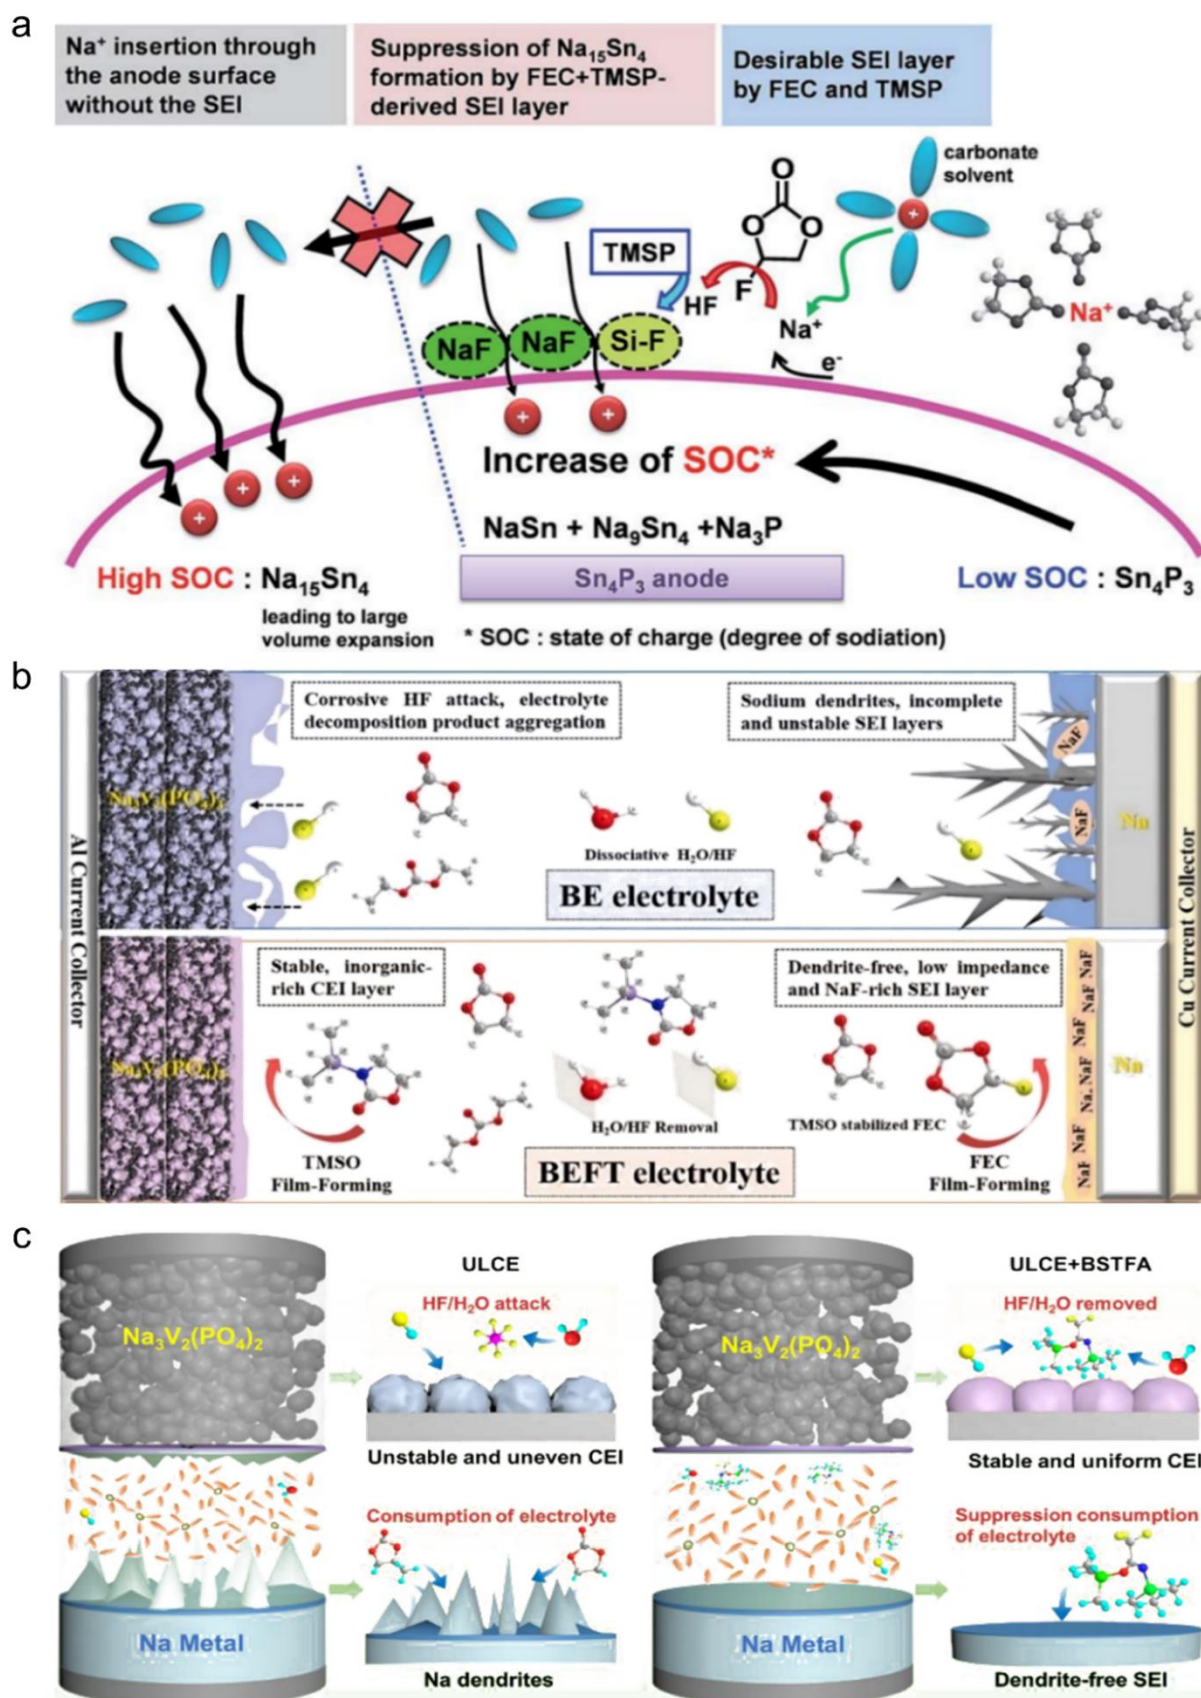 a
Na⁺ insertion through
the anode surface
without the SEI
Suppression of Na₁₅Sn₄
formation by FEC+TMSP-
derived SEI layer
Desirable SEI layer
by FEC and TMSP
carbonate
solvent
O
O
O
F
TMSP
HF
Na⁺
e⁻
Na⁺
NaF
NaF
Si-F
+
+
+
+
+
+
Increase of SOC*
NaSn + Na₉Sn₄ +Na₃P
Sn₄P₃ anode
High SOC : Na₁₅Sn₄
leading to large
volume expansion
Low SOC : Sn₄P₃
* SOC : state of charge (degree of sodiation)
b
Al Current Collector
Corrosive HF attack, electrolyte
decomposition product aggregation
Sodium dendrites, incomplete
and unstable SEI layers
NaF
NaF
Na
Dissociative H₂O/HF
BE electrolyte
Cu Current Collector
Stable, inorganic-
rich CEI layer
Dendrite-free, low impedance
and NaF-rich SEI layer
NaF
NaF
NaF
NaF
NaF
NaF
Na
H₂O/HF Removal
TMSO stabilized FEC
TMSO
Film-Forming
BEFT electrolyte
FEC
Film-Forming
c
ULCE
HF/H₂O attack
Na₃V₂(PO₄)₂
Unstable and uneven CEI
Consumption of electrolyte
Na Metal
Na dendrites
ULCE+BSTFA
HF/H₂O removed
Na₃V₂(PO₄)₂
Stable and uniform CEI
Suppression consumption
of electrolyte
Na Metal
Dendrite-free SEI